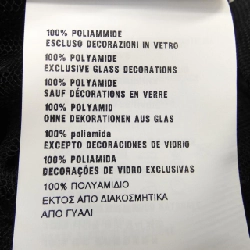 100% POLIAMMIDE
ESCLUSO DECORAZIONI IN VETRO
100% POLYAMIDE
EXCLUSIVE GLASS DECORATIONS
100% POLYAMIDE
SAUF DÉCORATIONS EN VERRE
100% POLYAMID
OHNE DEKORATIONEN AUS GLAS
100% poliamida
EXCEPTO DECORACIONES DE VIDRIO
100% POLIAMIDA
DECORAÇÕES DE VIDRO EXCLUSIVAS
100% ΠΟΛΥΑΜΙΔΙΟ
ΕΚΤΟΣ ΑΠΟ ΔΙΑΚΟΣΜΗΤΙΚΑ
ΑΠΟ ΓΥΑΛΙ